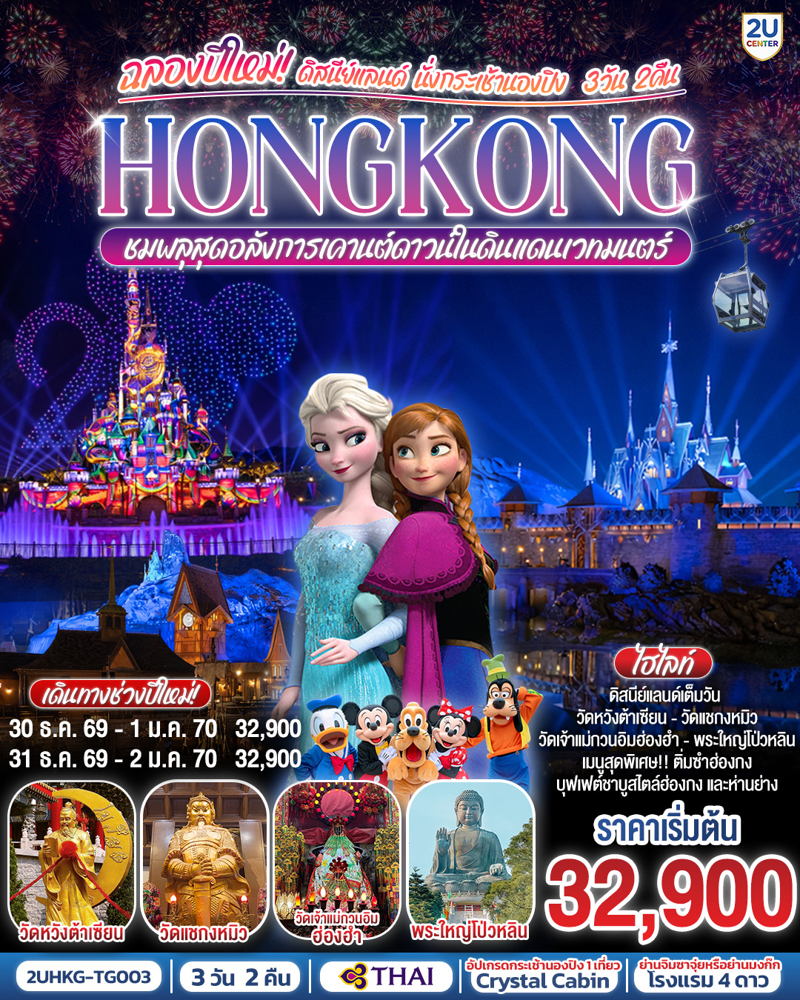 2U
CENTER
ฉลองปีใหม่! ดิสนีย์แลนด์ นั่งกระเช้านองปิง 3วัน 2คืน
HONGKONG
ชมพลุสุดอลังการเคานต์ดาวน์ในดินแดนเวทมนตร์
เดินทางช่วงปีใหม่!
30 ธ.ค. 69 - 1 ม.ค. 70 32,900
31 ธ.ค. 69 - 2 ม.ค. 70 32,900
ไฮไลท์
ดิสนีย์แลนด์เต็มวัน
วัดหวังต้าเซียน - วัดแชกงหมิว
วัดเจ้าแม่กวนอิมฮ่องฮำ - พระใหญ่โป่วหลิน
เมนูสุดพิเศษ!! ติ่มซำฮ่องกง
บุฟเฟต์ชาบูสไตล์ฮ่องกง และห่านย่าง
ราคาเริ่มต้น
32,900
วัดหวังต้าเซียน
วัดแชกงหมิว
วัดเจ้าแม่กวนอิม
ฮ่องฮำ
พระใหญ่โป่วหลิน
2UHKG-TG003
3 วัน 2 คืน
THAI
อัปเกรดกระเช้านองปิง 1 เที่ยว
Crystal Cabin
ย่านจิมซาจุ่ยหรือย่านมงก๊ก
โรงแรม 4 ดาว